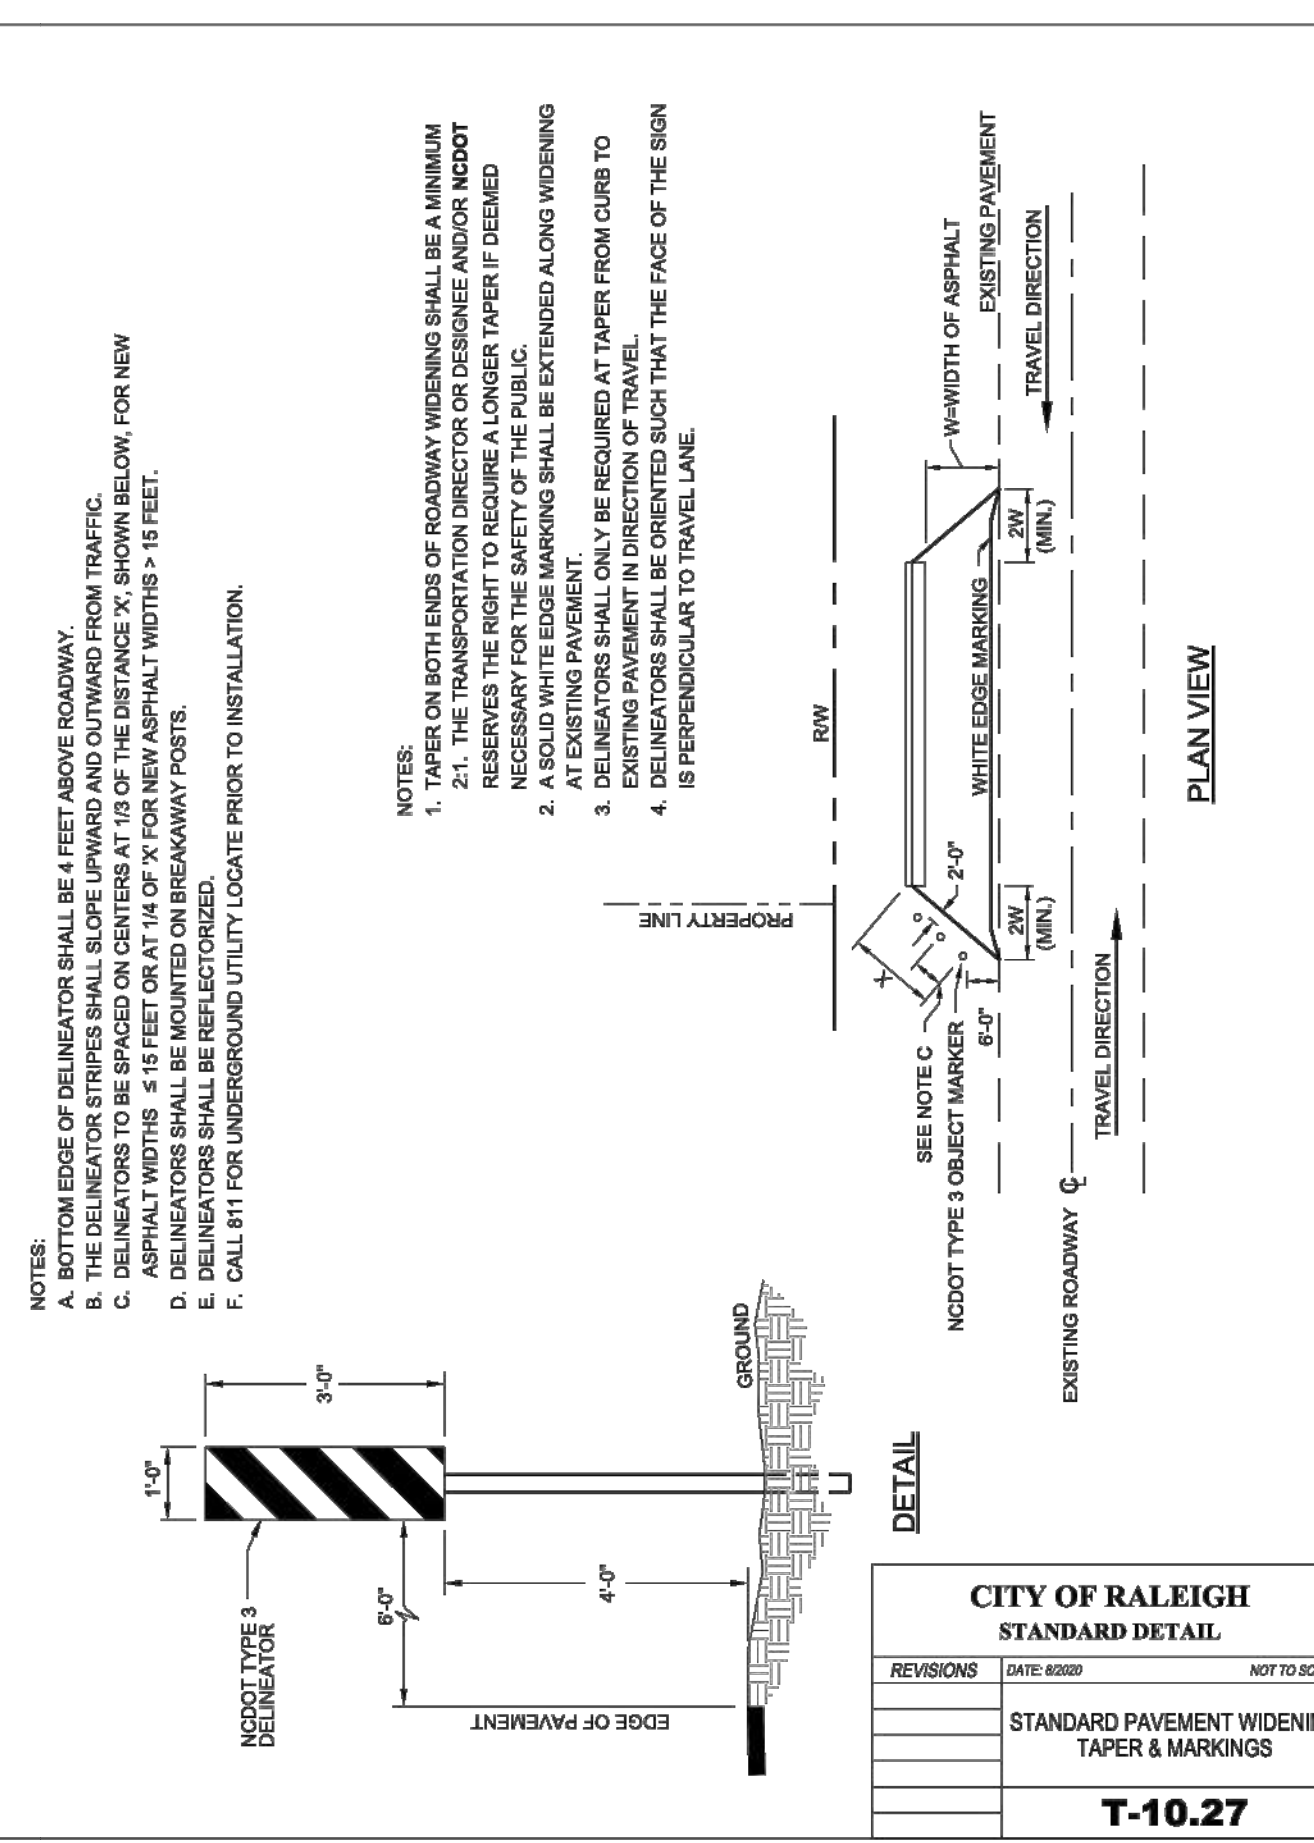 NOTES:
A. BOTTOM EDGE OF DELINEATOR SHALL BE 4 FEET ABOVE ROADWAY.
B. THE DELINEATOR STRIPES SHALL SLOPE UPWARD AND OUTWARD FROM TRAFFIC.
C. DELINEATORS TO BE SPACED ON CENTERS AT 1/3 OF THE DISTANCE 'X', SHOWN BELOW, FOR NEW
ASPHALT WIDTHS ≤ 15 FEET OR AT 1/4 OF 'X' FOR NEW ASPHALT WIDTHS > 15 FEET.
D. DELINEATORS SHALL BE MOUNTED ON BREAKAWAY POSTS.
E. DELINEATORS SHALL BE REFLECTORIZED.
F. CALL 811 FOR UNDERGROUND UTILITY LOCATE PRIOR TO INSTALLATION.
NOTES:
1. TAPER ON BOTH ENDS OF ROADWAY WIDENING SHALL BE A MINIMUM
2:1. THE TRANSPORTATION DIRECTOR OR DESIGNEE AND/OR NCDOT
RESERVES THE RIGHT TO REQUIRE A LONGER TAPER IF DEEMED
NECESSARY FOR THE SAFETY OF THE PUBLIC.
2. A SOLID WHITE EDGE MARKING SHALL BE EXTENDED ALONG WIDENING
AT EXISTING PAVEMENT.
3. DELINEATORS SHALL ONLY BE REQUIRED AT TAPER FROM CURB TO
EXISTING PAVEMENT IN DIRECTION OF TRAVEL.
4. DELINEATORS SHALL BE ORIENTED SUCH THAT THE FACE OF THE SIGN
IS PERPENDICULAR TO TRAVEL LANE.
1'-0"
3'-0"
NCDOT TYPE 3
DELINEATOR
6'-0"
4'-0"
EDGE OF PAVEMENT
GROUND
DETAIL
PROPERTY LINE
R/W
X
2'-0"
SEE NOTE C
NCDOT TYPE 3 OBJECT MARKER
6'-0"
2W
(MIN.)
WHITE EDGE MARKING
2W
(MIN.)
W=WIDTH OF ASPHALT
EXISTING PAVEMENT
TRAVEL DIRECTION
EXISTING ROADWAY ℄
TRAVEL DIRECTION
PLAN VIEW
CITY OF RALEIGH
STANDARD DETAIL
REVISIONS
DATE: 8/2020
NOT TO SC
STANDARD PAVEMENT WIDENI
TAPER & MARKINGS
T-10.27